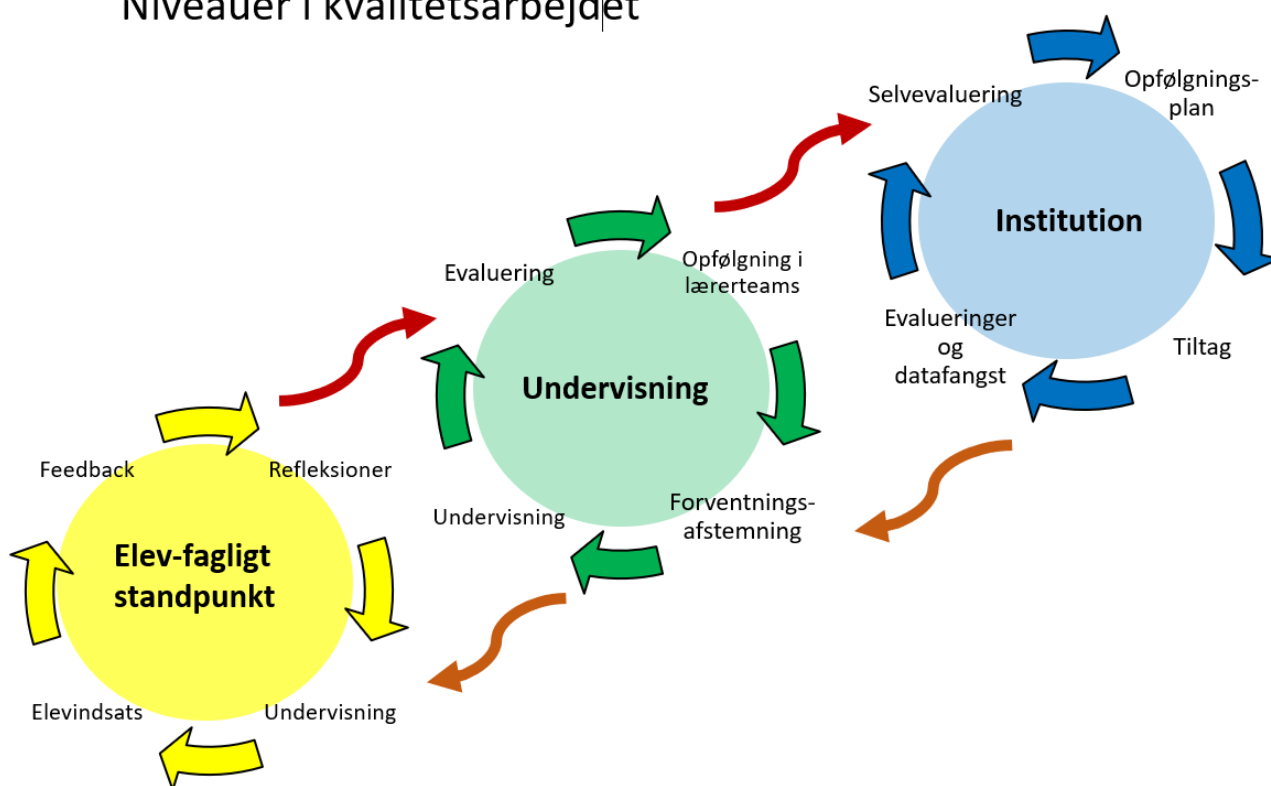 Niveauer i kvalitetsarbejdet
Selvevaluering
Opfølgnings-
plan
Institution
Evalueringer
og
datafangst
Tiltag
Evaluering
Opfølgning i
lærerteams
Undervisning
Undervisning
Forventnings-
afstemning
Feedback
Refleksioner
Elev-fagligt
standpunkt
Elevindsats
Undervisning